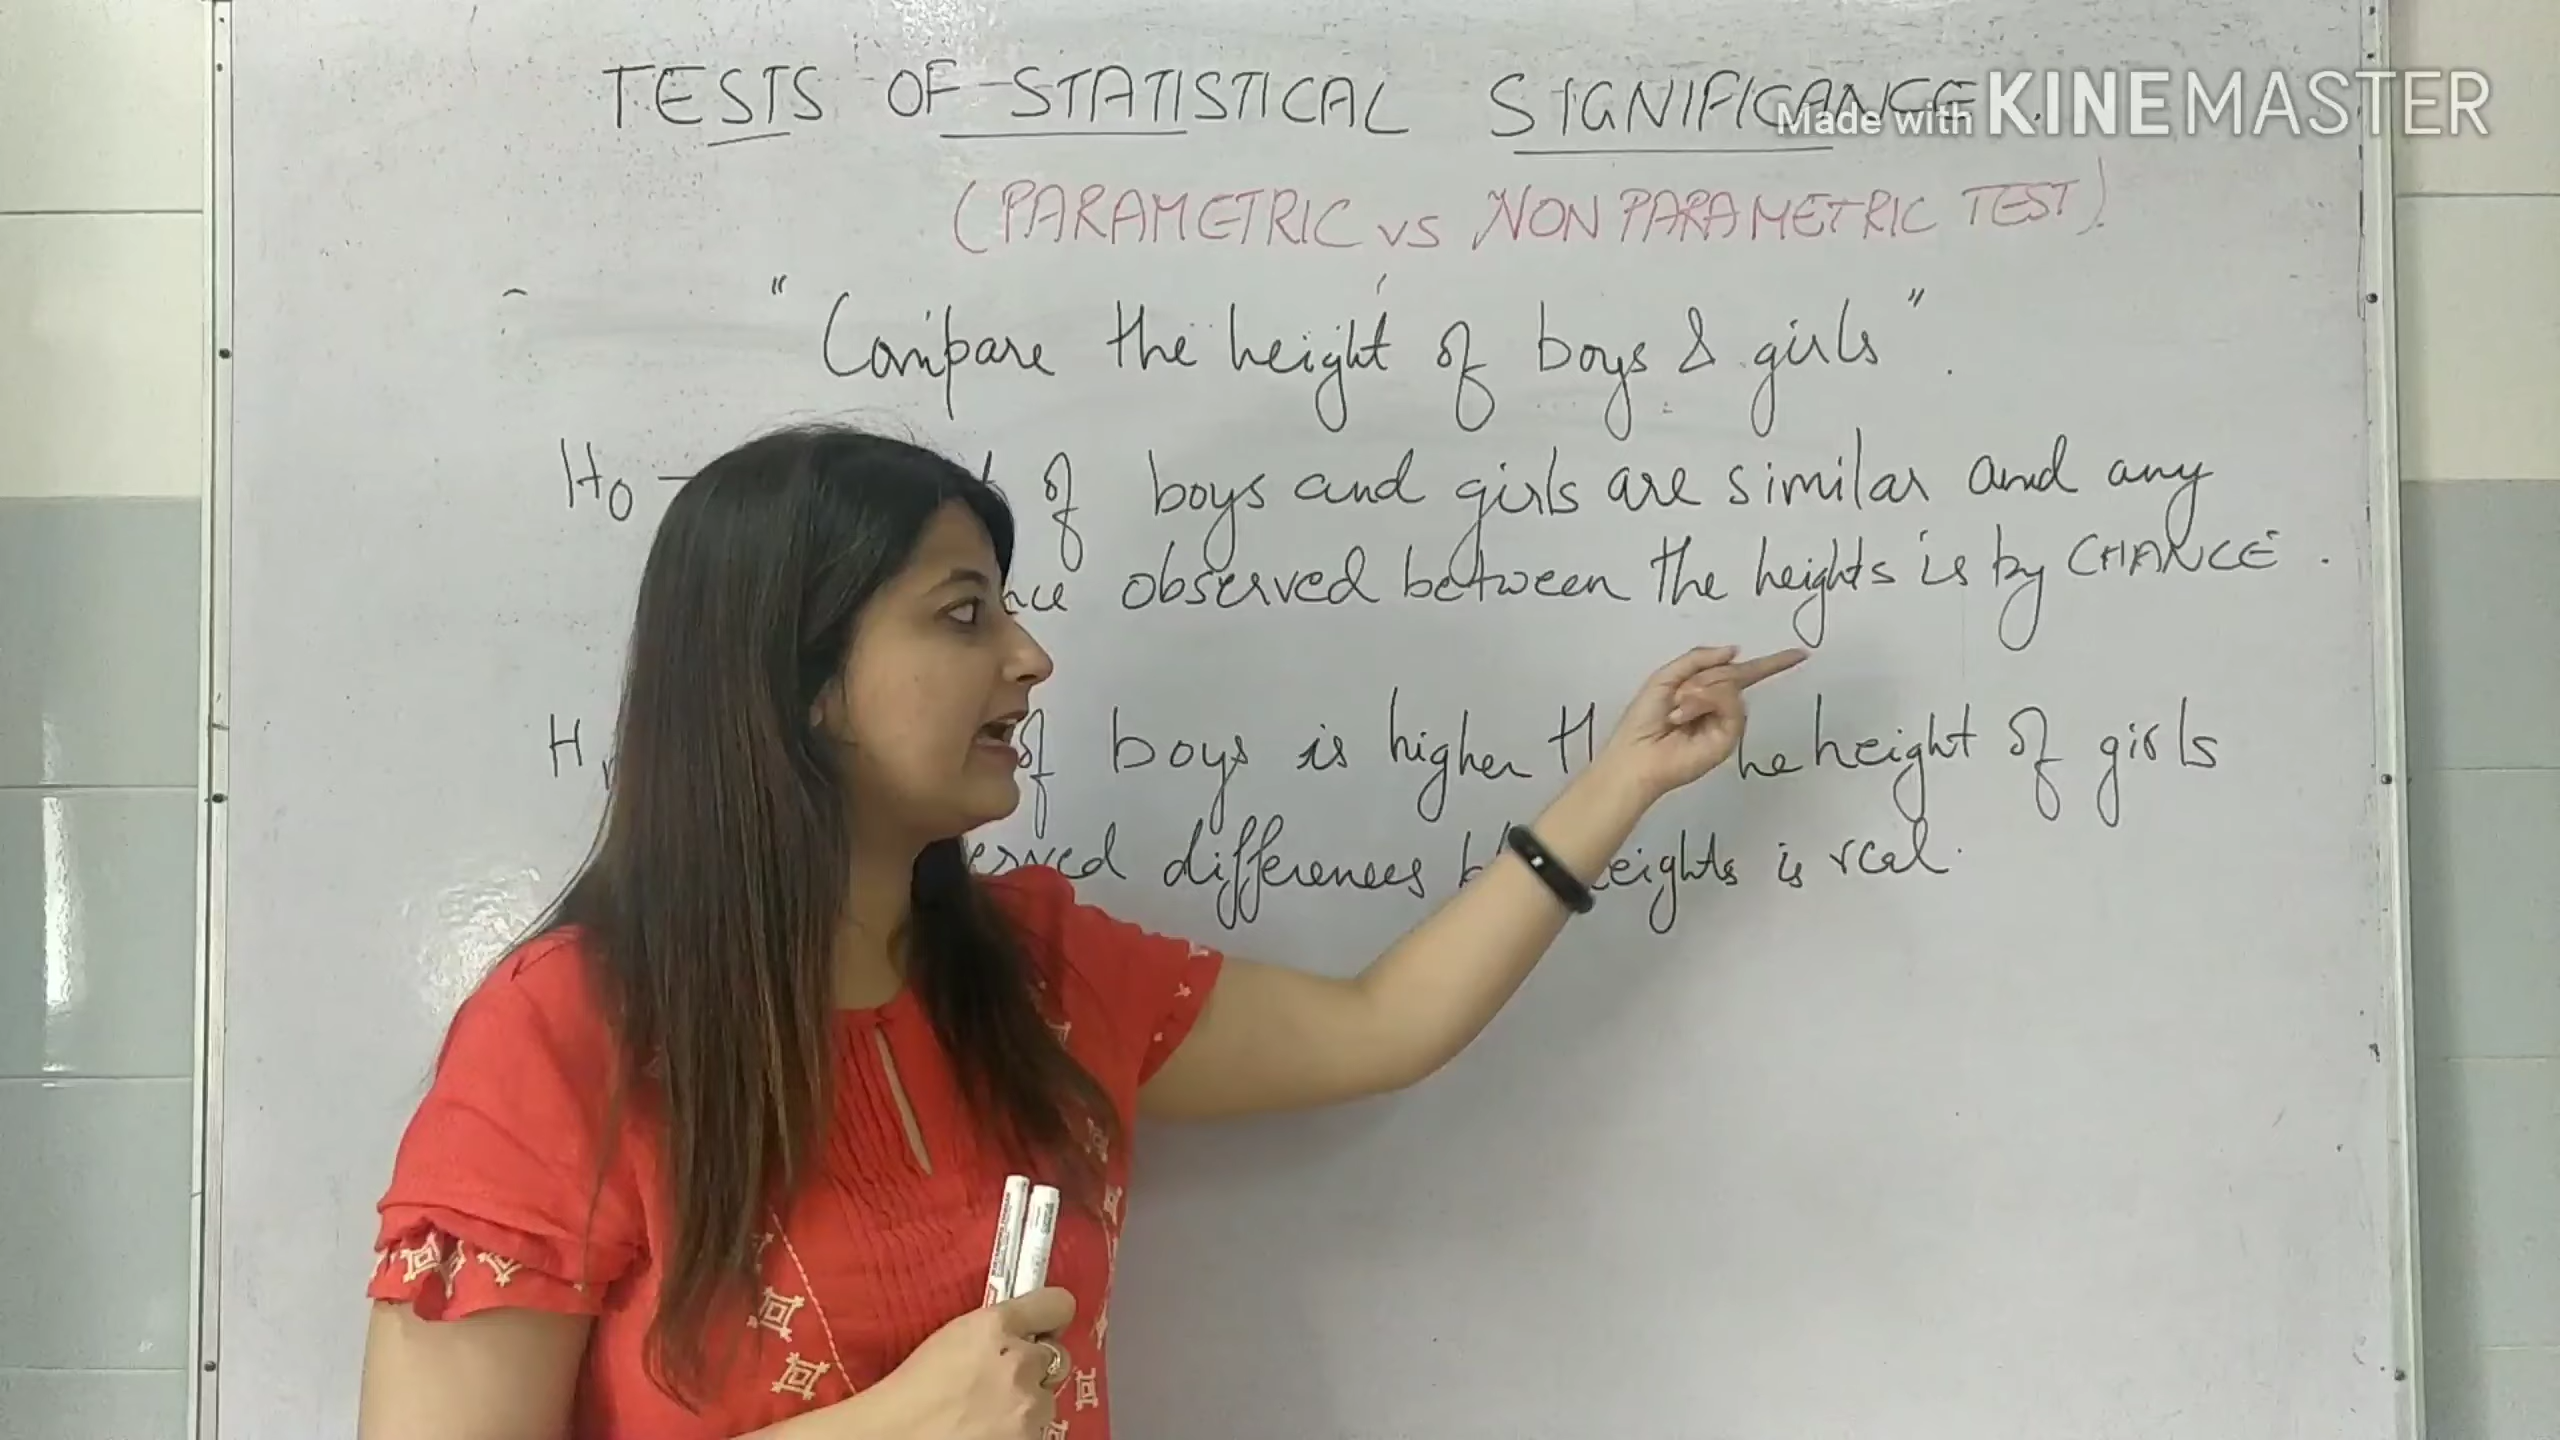 TESTS OF STATISTICAL SIGNIFICANCE.
Made with KINEMASTER
(PARAMETRIC VS NON PARAMETRIC TEST).
"Compare the height of boys & girls".
H0 - of boys and girls are similar and any
observed between the heights is by CHANCE.
H of boys is higher height of girls
differences is real.